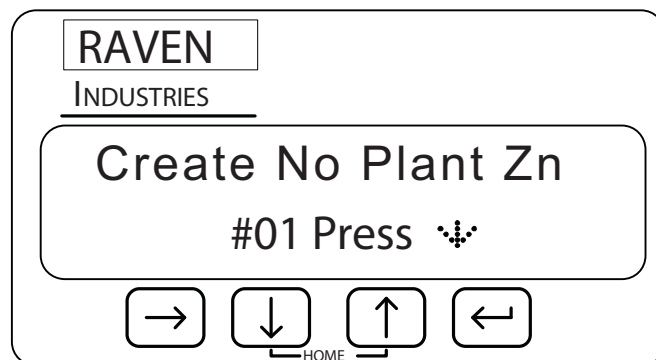 RAVEN
INDUSTRIES
Create No Plant Zn
#01 Press ↓
→ ↓ ↑ ↵
HOME